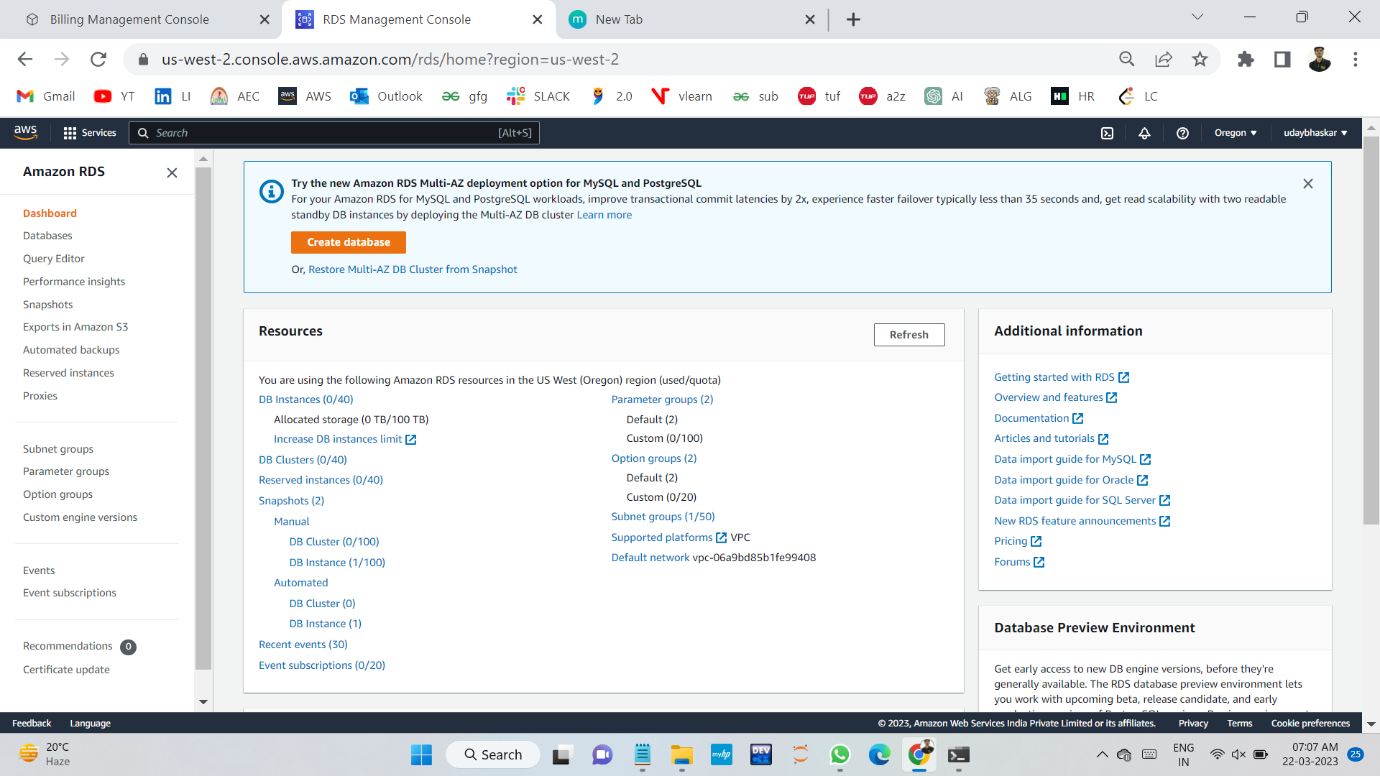 Billing Management Console
RDS Management Console
New Tab
us-west-2.console.aws.amazon.com/rds/home?region=us-west-2
Gmail YT LI AEC AWS Outlook gfg SLACK 2.0 vlearn sub tuf a2z AI ALG HR LC
aws Services Search [Alt+S] Oregon udaybhaskar
Amazon RDS
Dashboard
Databases
Query Editor
Performance insights
Snapshots
Exports in Amazon S3
Automated backups
Reserved instances
Proxies
Subnet groups
Parameter groups
Option groups
Custom engine versions
Events
Event subscriptions
Recommendations 0
Certificate update
Try the new Amazon RDS Multi-AZ deployment option for MySQL and PostgreSQL
For your Amazon RDS for MySQL and PostgreSQL workloads, improve transactional commit latencies by 2x, experience faster failover typically less than 35 seconds and, get read scalability with two readable
standby DB instances by deploying the Multi-AZ DB cluster Learn more
Create database
Or, Restore Multi-AZ DB Cluster from Snapshot
Resources
Refresh
You are using the following Amazon RDS resources in the US West (Oregon) region (used/quota)
DB Instances (0/40)
Allocated storage (0 TB/100 TB)
Increase DB instances limit
DB Clusters (0/40)
Reserved instances (0/40)
Snapshots (2)
Manual
DB Cluster (0/100)
DB Instance (1/100)
Automated
DB Cluster (0)
DB Instance (1)
Recent events (30)
Event subscriptions (0/20)
Parameter groups (2)
Default (2)
Custom (0/100)
Option groups (2)
Default (2)
Custom (0/20)
Subnet groups (1/50)
Supported platforms VPC
Default network vpc-06a9bd85b1fe99408
Additional information
Getting started with RDS
Overview and features
Documentation
Articles and tutorials
Data import guide for MySQL
Data import guide for Oracle
Data import guide for SQL Server
New RDS feature announcements
Pricing
Forums
Database Preview Environment
Get early access to new DB engine versions, before they're
generally available. The RDS database preview environment lets
you work with upcoming beta, release candidate, and early
Feedback Language © 2023, Amazon Web Services India Private Limited or its affiliates. Privacy Terms Cookie preferences
20°C
Haze
Search
ENG
IN
07:07 AM
22-03-2023
25